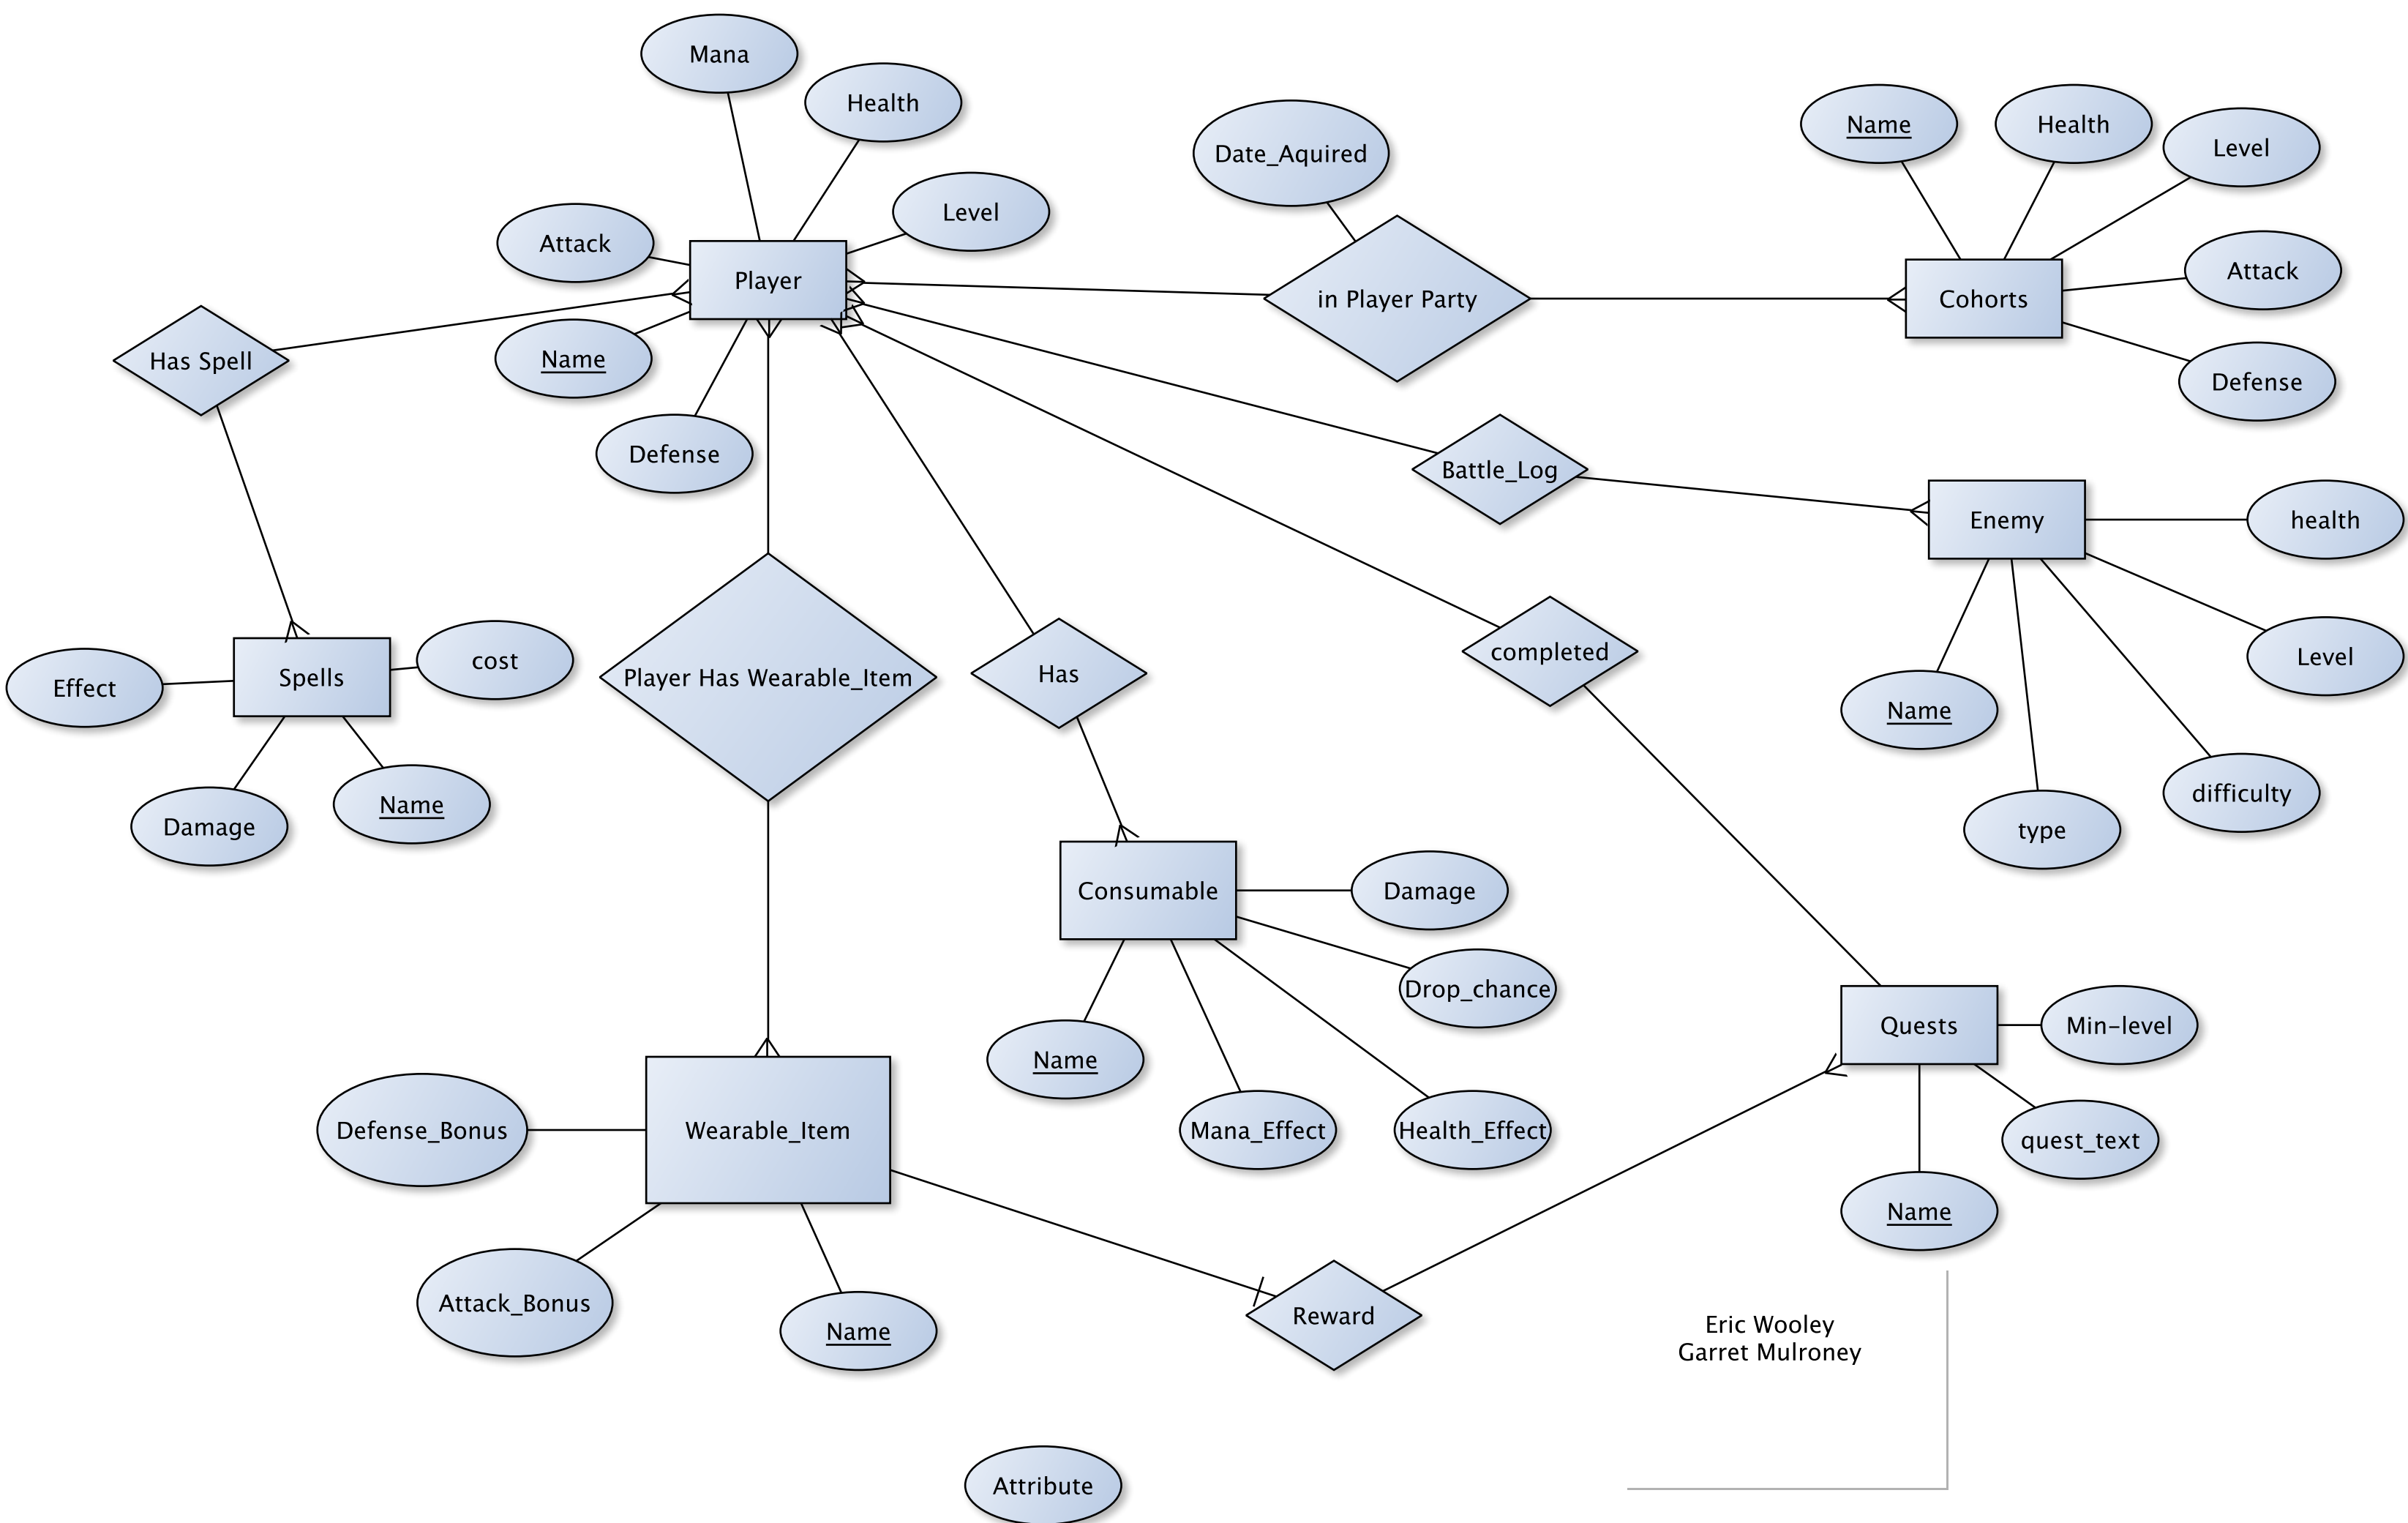 Mana
Health
Date_Aquired
Name
Health
Level
Attack
Level
Player
in Player Party
Cohorts
Attack
Has Spell
Name
Defense
Defense
Battle_Log
Enemy
health
Spells
cost
Effect
Player Has Wearable_Item
Has
completed
Level
Name
Damage
Name
type
difficulty
Consumable
Damage
Drop_chance
Quests
Min-level
Name
Mana_Effect
Health_Effect
quest_text
Defense_Bonus
Wearable_Item
Name
Attack_Bonus
Name
Reward
Eric Wooley
Garret Mulroney
Attribute